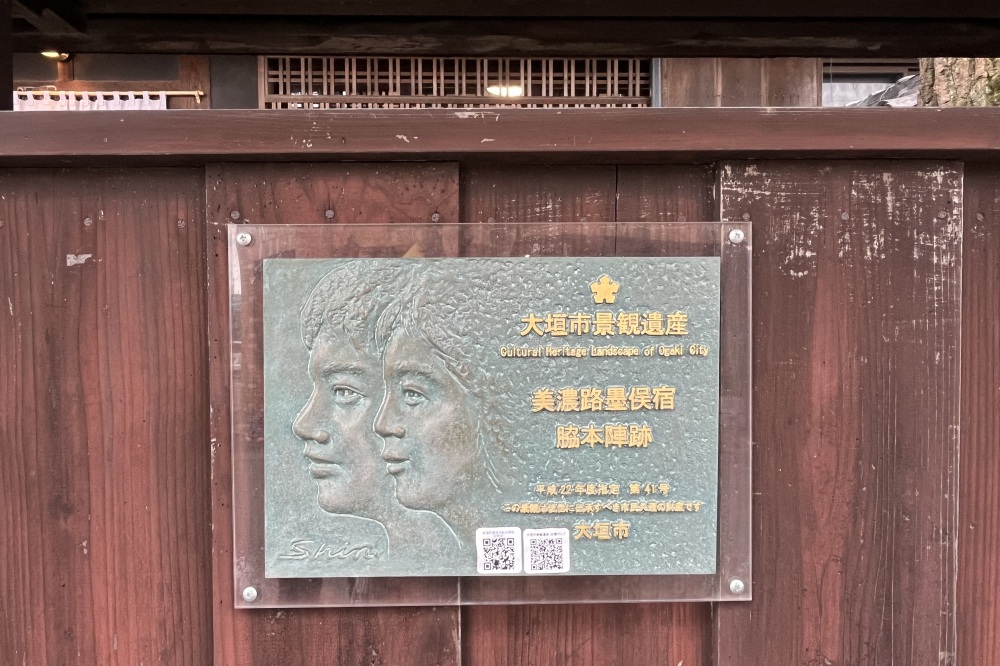 大垣市景観遺産
Cultural Heritage Landscape of Ogaki City
美濃路墨俣宿
脇本陣跡
平成22年度指定 第41号
この景観は後世に伝承すべき市民共通の財産です
大垣市
Shin